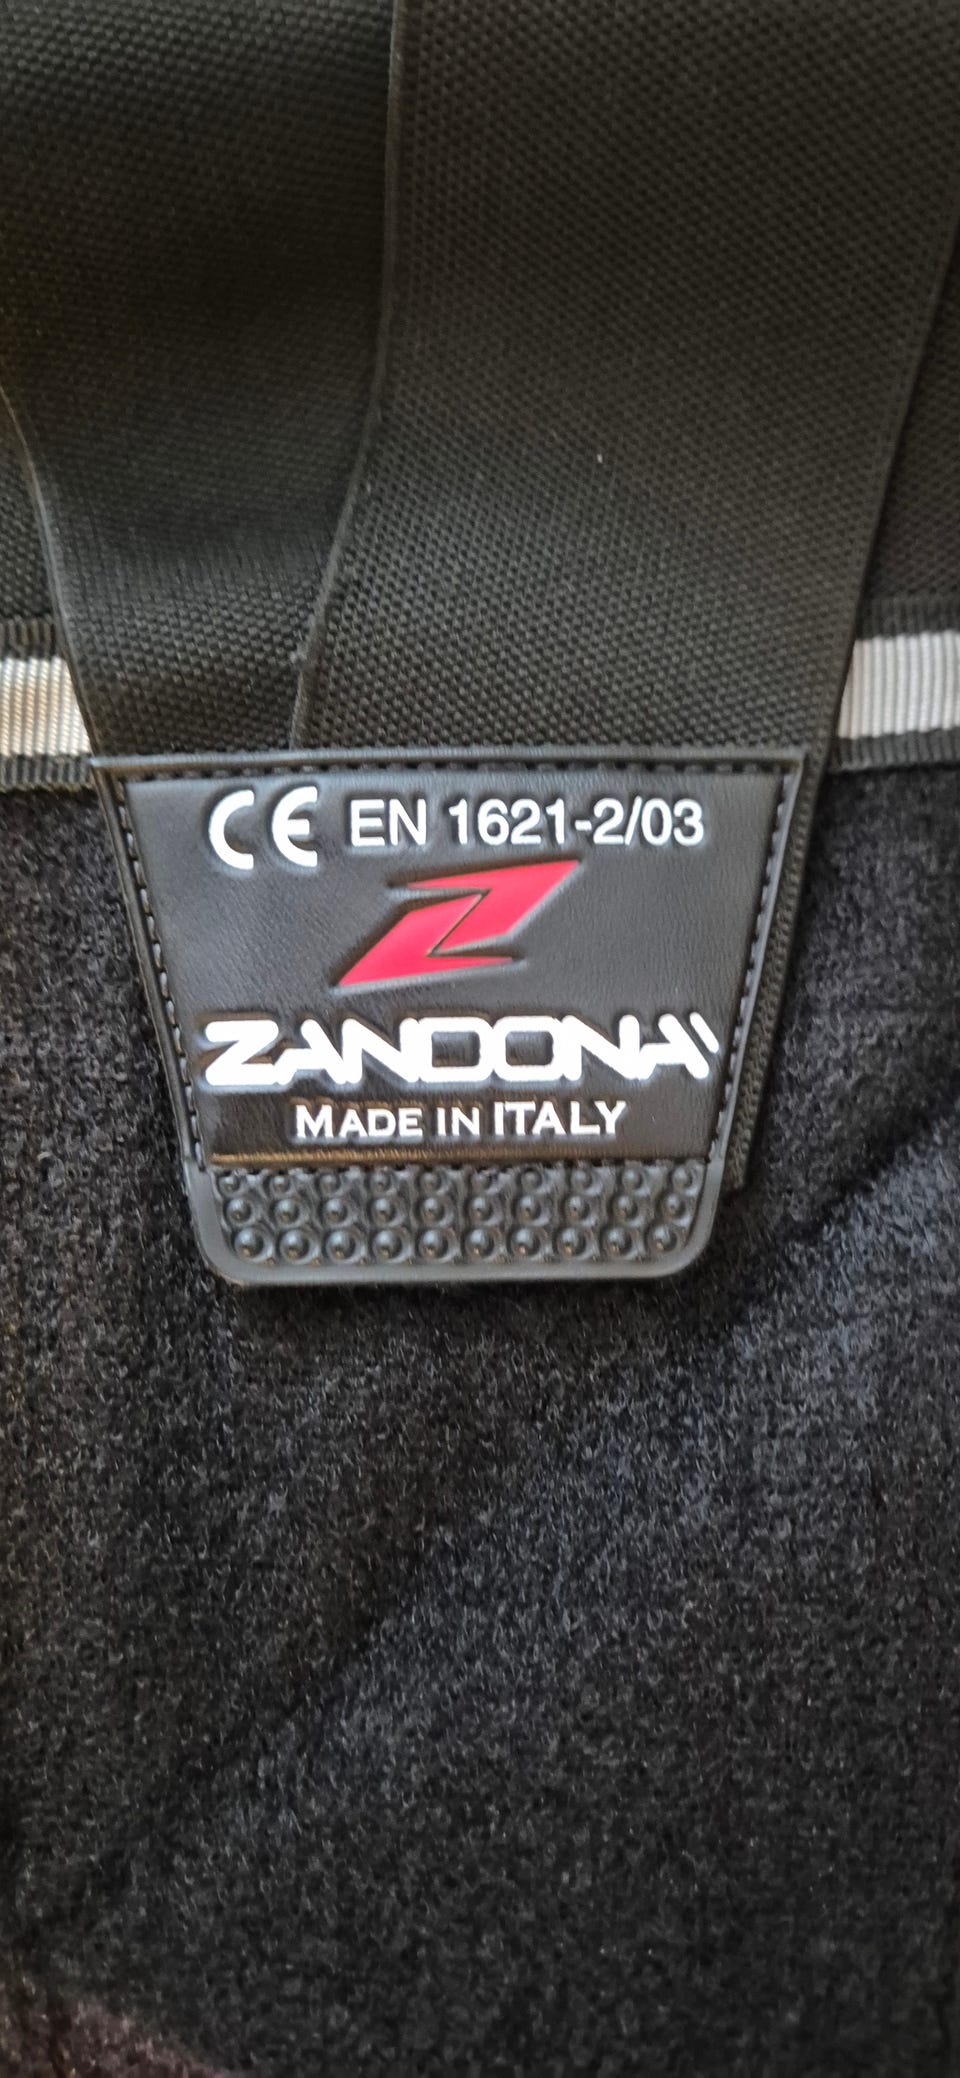 CE EN 1621-2/03
Z
ZANDONA'
MADE IN ITALY